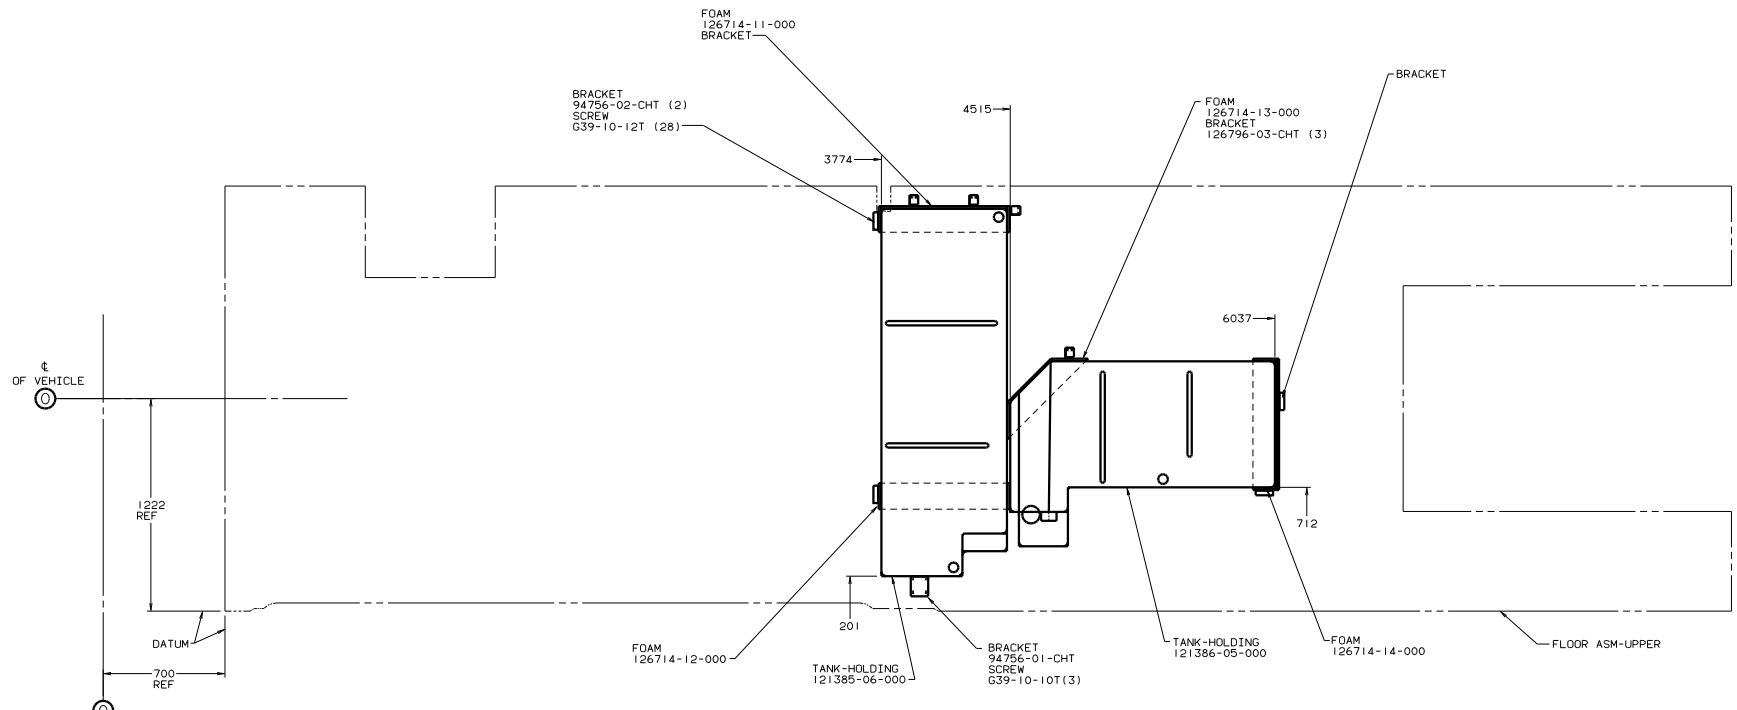 FOAM
126714-11-000
BRACKET
BRACKET
BRACKET
94756-02-CHT (2)
SCREW
G39-10-12T (28)
4515
FOAM
126714-13-000
BRACKET
126796-03-CHT (3)
3774
6037
℄
OF VEHICLE
0
1222
REF
712
201
DATUM
700
REF
FOAM
126714-12-000
TANK-HOLDING
121385-06-000
BRACKET
94756-01-CHT
SCREW
G39-10-10T(3)
TANK-HOLDING
121386-05-000
FOAM
126714-14-000
FLOOR ASM-UPPER
0